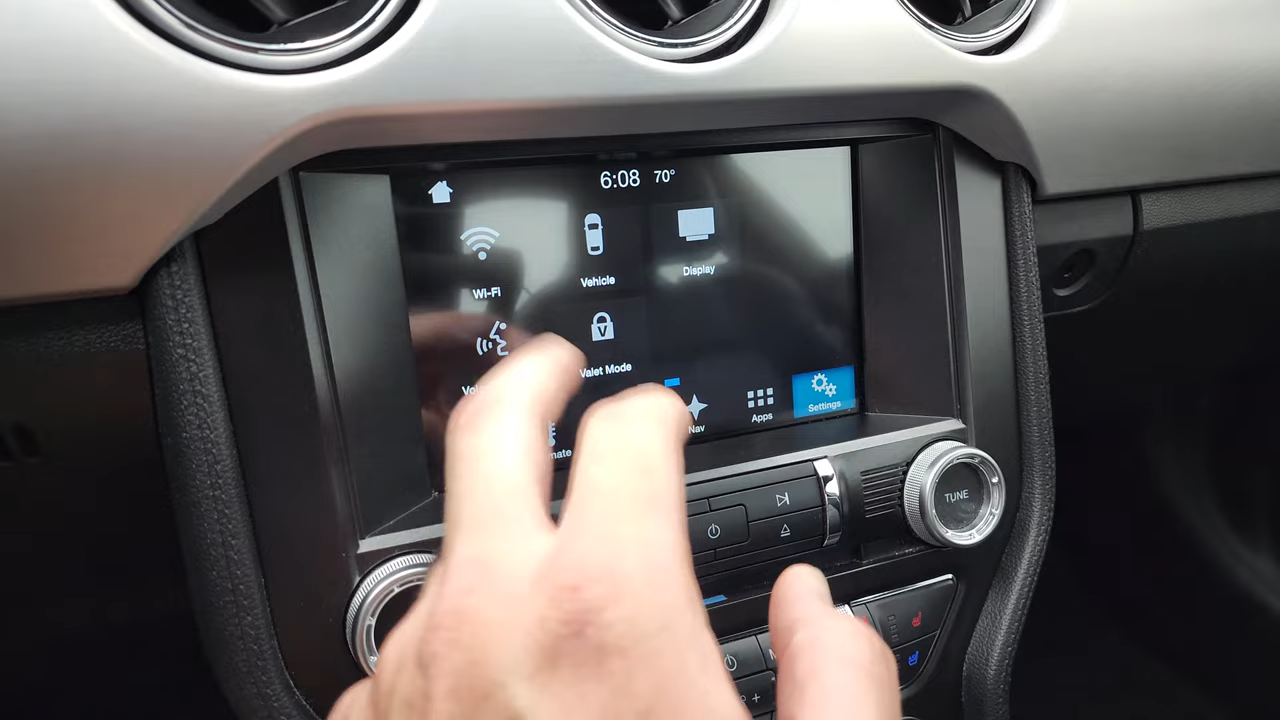 6:08 70°
Wi-Fi
Vehicle
Display
Valet Mode
Nav
Apps
Settings
TUNE